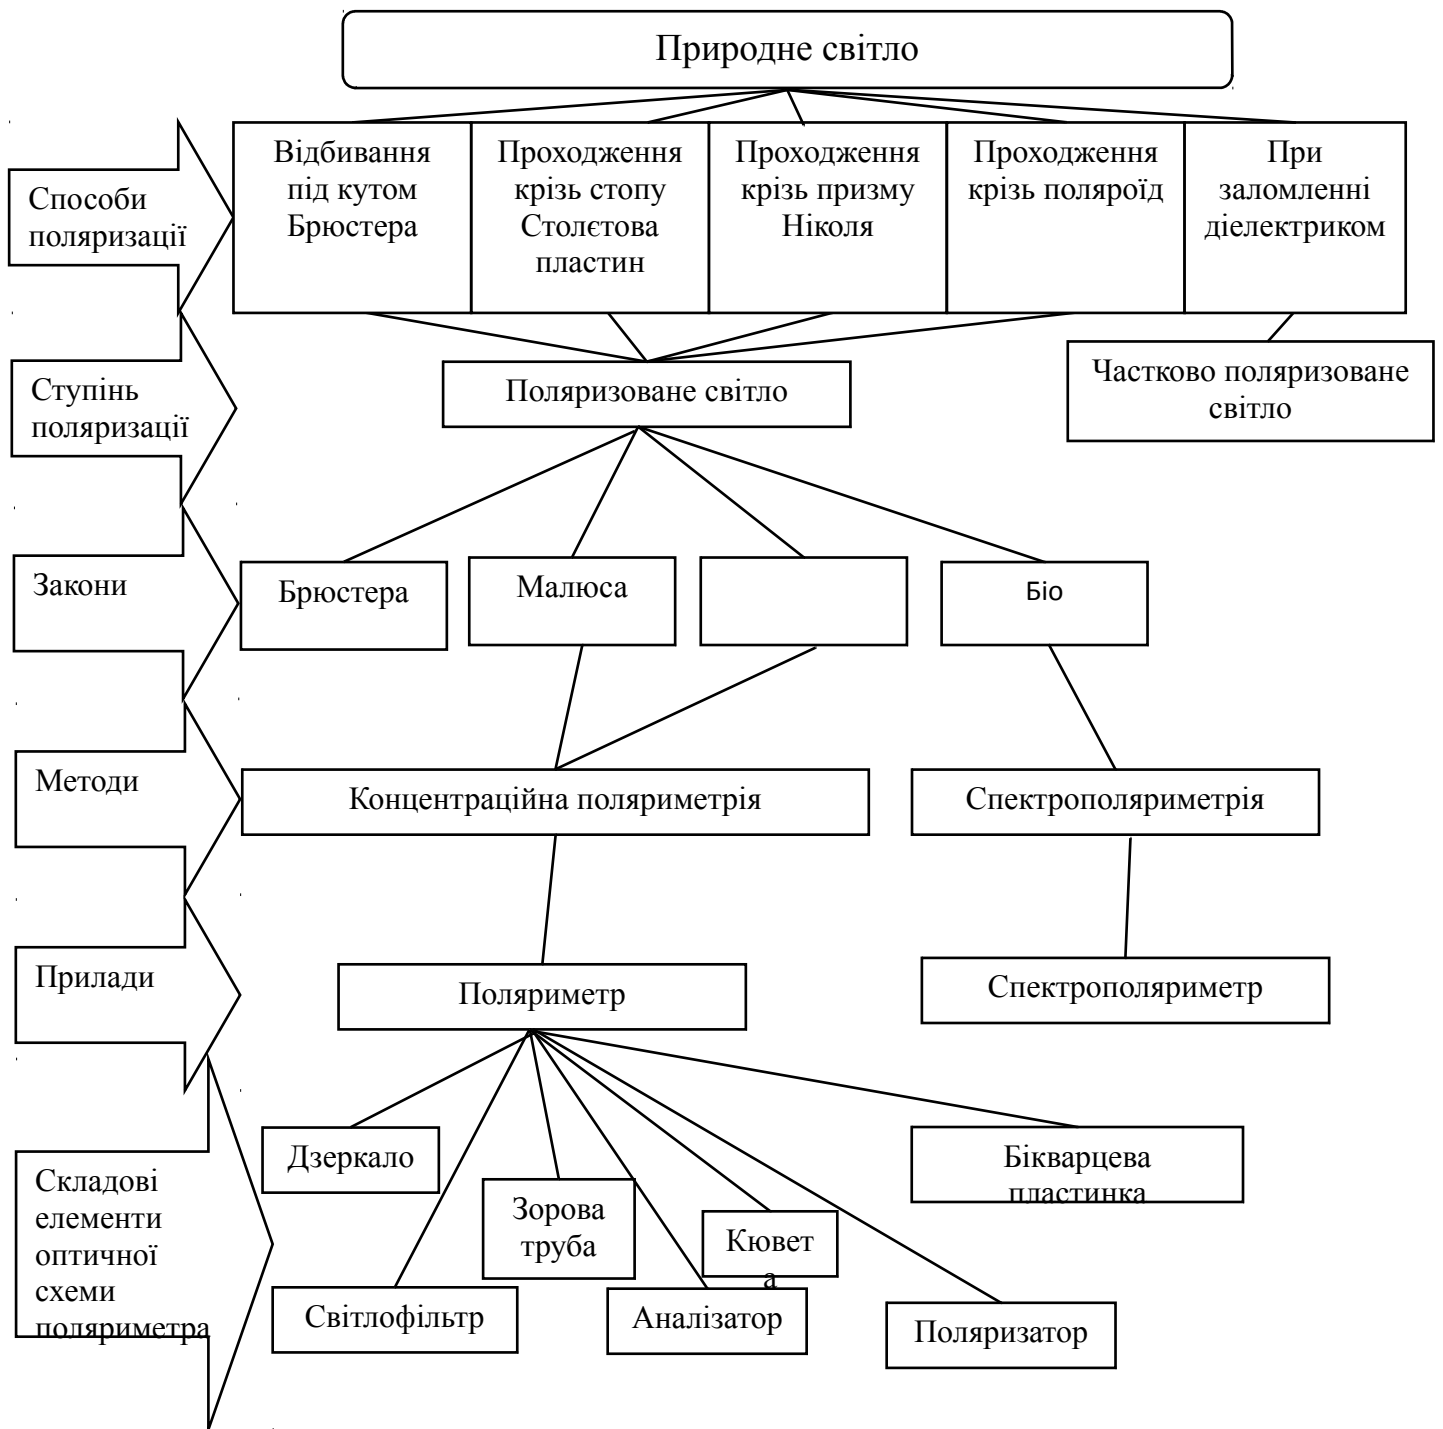 Природне світло
Способи
поляризації
Відбивання
під кутом
Брюстера
Проходження
крізь стопу
Столєтова
пластин
Проходження
крізь призму
Ніколя
Проходження
крізь поляроїд
При
заломленні
діелектриком
Ступінь
поляризації
Поляризоване світло
Частково поляризоване
світло
Закони
Брюстера
Малюса
Біо
Методи
Концентраційна поляриметрія
Спектрополяриметрія
Прилади
Поляриметр
Спектрополяриметр
Складові
елементи
оптичної
схеми
поляриметра
Дзеркало
Зорова
труба
Кювет
а
Біквaрцева
пластинка
Світлофільтр
Аналізатор
Поляризатор